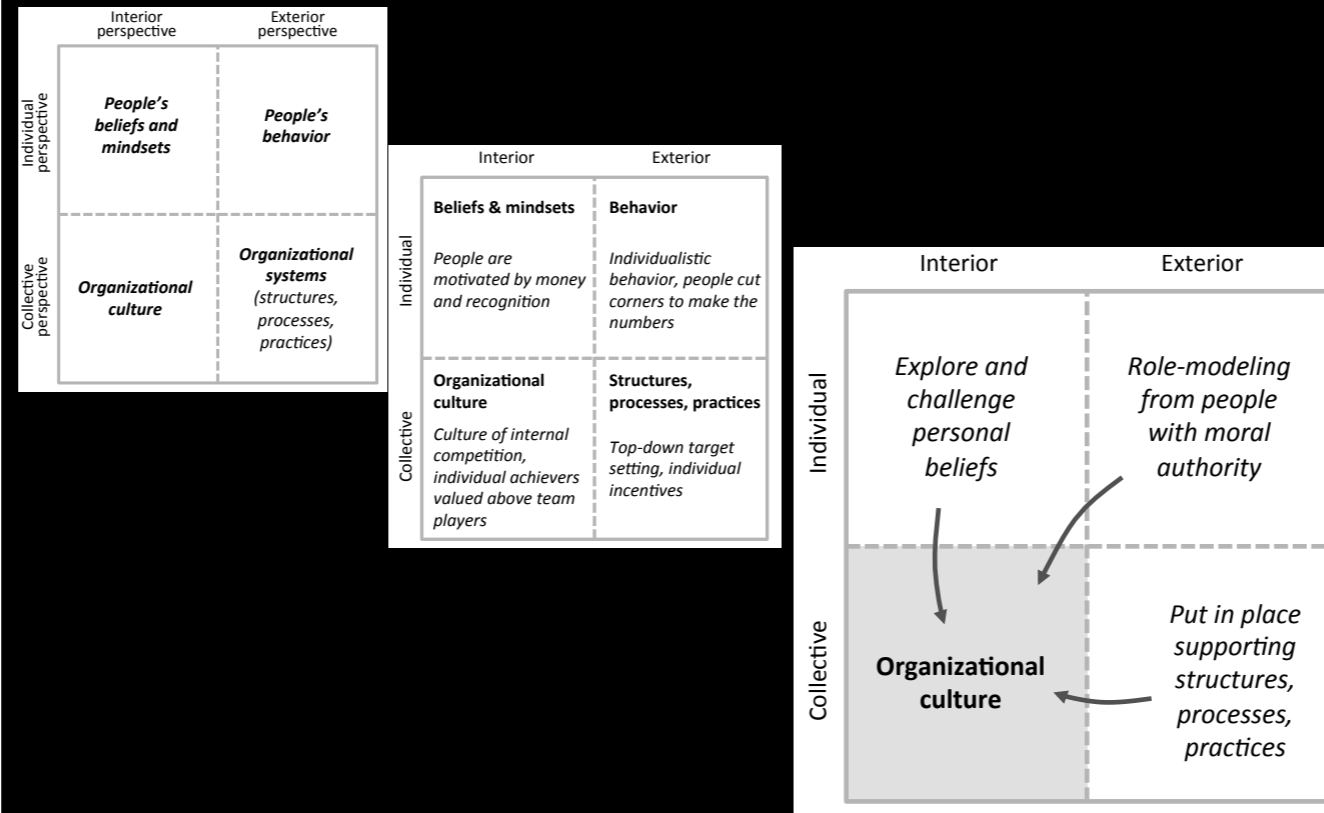 Interior
perspective
Exterior
perspective
Individual
perspective
People’s
beliefs and
mindsets
People’s
behavior
Collective
perspective
Organizational
culture
Organizational
systems
(structures,
processes,
practices)
Interior
Exterior
Individual
Beliefs & mindsets
People are
motivated by money
and recognition
Behavior
Individualistic
behavior, people cut
corners to make the
numbers
Collective
Organizational
culture
Culture of internal
competition,
individual achievers
valued above team
players
Structures,
processes, practices
Top-down target
setting, individual
incentives
Interior
Exterior
Individual
Explore and
challenge
personal
beliefs
Role-modeling
from people
with moral
authority
Collective
Organizational
culture
Put in place
supporting
structures,
processes,
practices